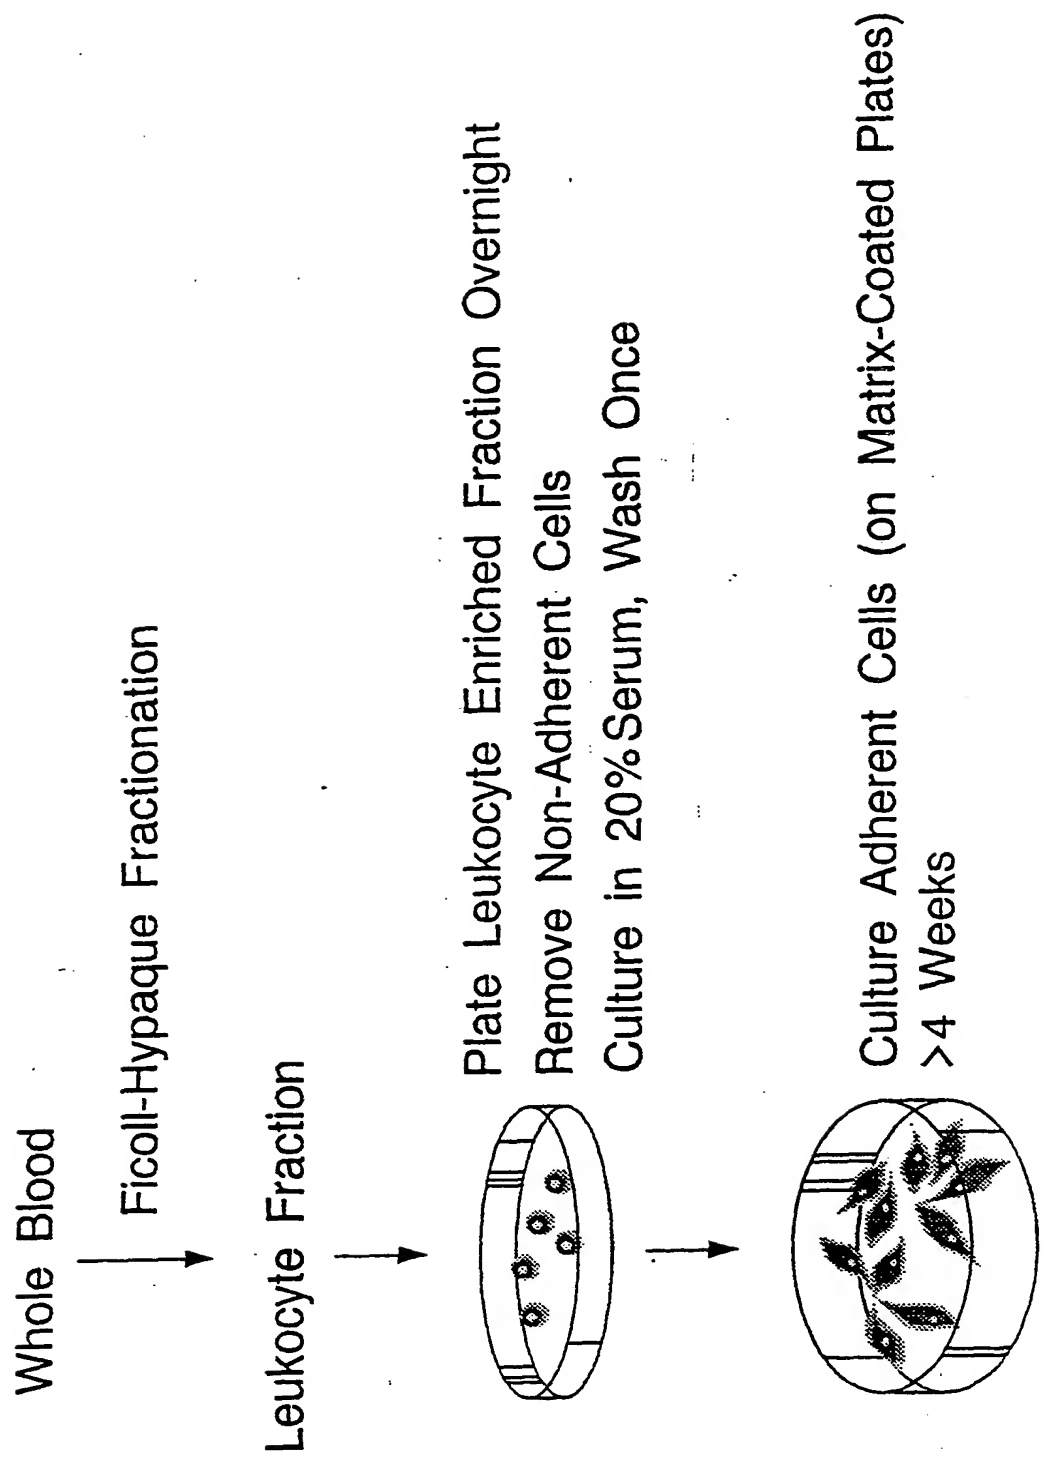 Whole Blood
Ficoll-Hypaque Fractionation
Leukocyte Fraction
Plate Leukocyte Enriched Fraction Overnight
Remove Non-Adherent Cells
Culture in 20%Serum, Wash Once
Culture Adherent Cells (on Matrix-Coated Plates)
>4 Weeks